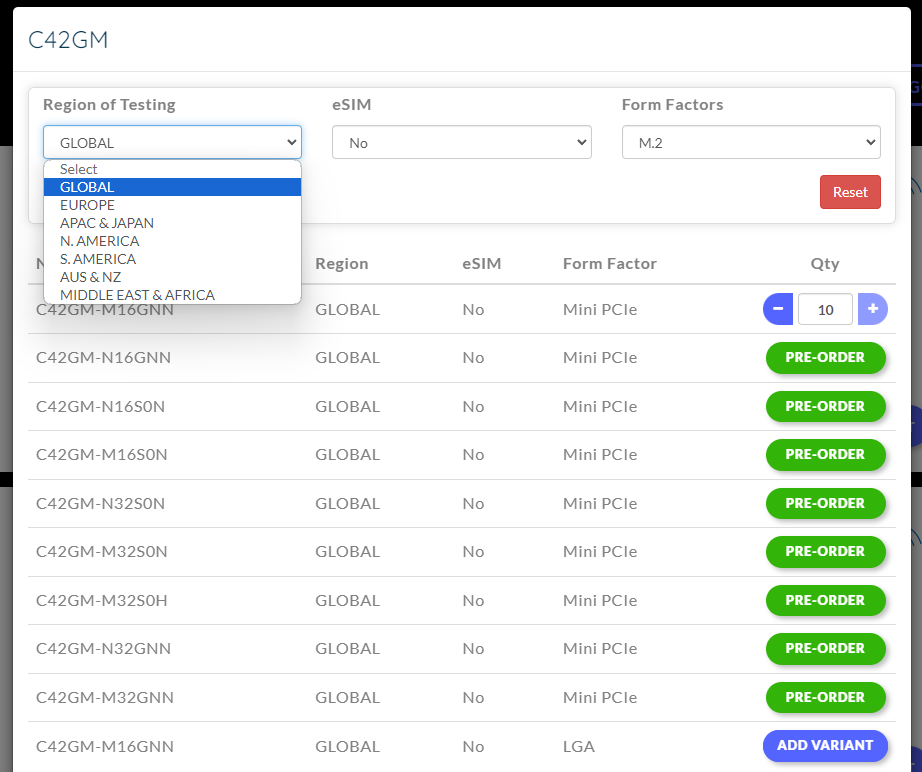 C42GM
Region of Testing eSIM Form Factors
GLOBAL No M.2
Select
GLOBAL
EUROPE
APAC & JAPAN
N. AMERICA
S. AMERICA
AUS & NZ
MIDDLE EAST & AFRICA
Reset
N Region eSIM Form Factor Qty
C42GM-M16GNN GLOBAL No Mini PCIe − 10 +
C42GM-N16GNN GLOBAL No Mini PCIe PRE-ORDER
C42GM-N16S0N GLOBAL No Mini PCIe PRE-ORDER
C42GM-M16S0N GLOBAL No Mini PCIe PRE-ORDER
C42GM-N32S0N GLOBAL No Mini PCIe PRE-ORDER
C42GM-M32S0N GLOBAL No Mini PCIe PRE-ORDER
C42GM-M32S0H GLOBAL No Mini PCIe PRE-ORDER
C42GM-N32GNN GLOBAL No Mini PCIe PRE-ORDER
C42GM-M32GNN GLOBAL No Mini PCIe PRE-ORDER
C42GM-M16GNN GLOBAL No LGA ADD VARIANT